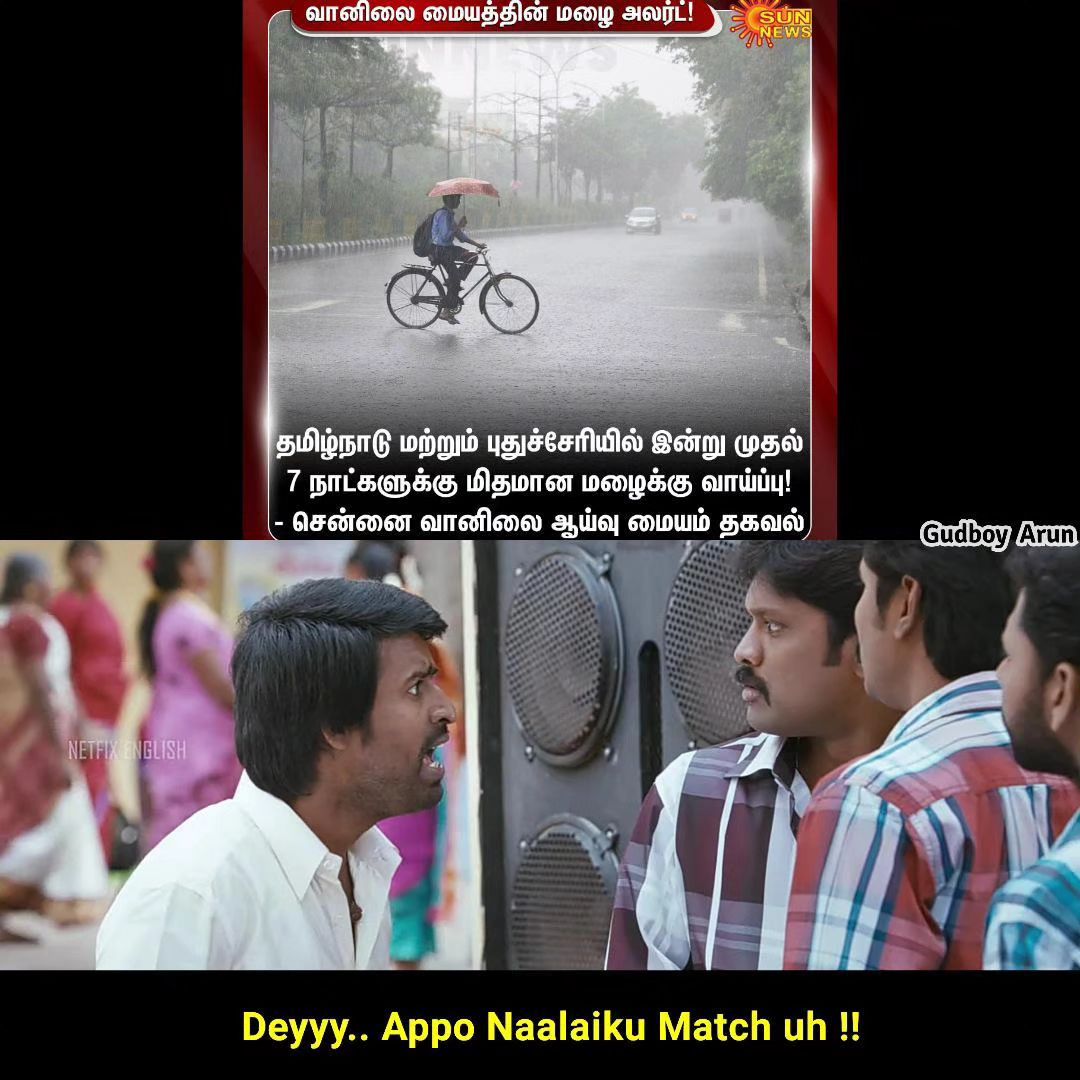 வானிலை மையத்தின் மழை அலர்ட்!
SUN
NEWS
தமிழ்நாடு மற்றும் புதுச்சேரியில் இன்று முதல்
7 நாட்களுக்கு மிதமான மழைக்கு வாய்ப்பு!
- சென்னை வானிலை ஆய்வு மையம் தகவல்
Gudboy Arun
NETFIX ENGLISH
Deyyy.. Appo Naalaiku Match uh !!